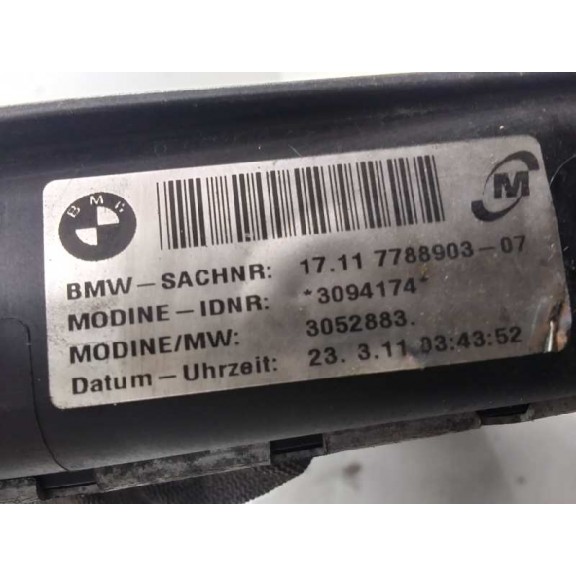 BMW
M
BMW-SACHNR: 17.11 7788903-07
MODINE-IDNR: *3094174*
MODINE/MW: 3052883.
Datum-Uhrzeit: 23. 3.11 03:43:52